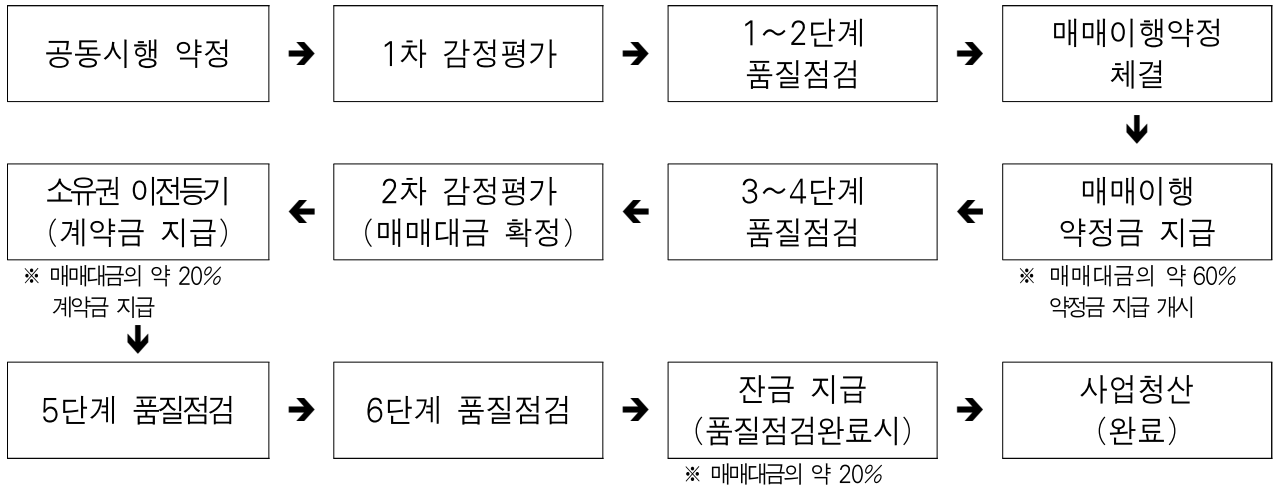 공동시행 약정
➔
1차 감정평가
➔
1~2단계
품질점검
➔
매매이행약정
체결
매매이행
약정금 지급
※ 매매대금의 약 60%
약정금 지급 개시
3~4단계
품질점검
2차 감정평가
(매매대금 확정)
소유권 이전등기
(계약금 지급)
※ 매매대금의 약 20%
계약금 지급
5단계 품질점검
6단계 품질점검
잔금 지급
(품질점검완료시)
※ 매매대금의 약 20%
사업청산
(완료)